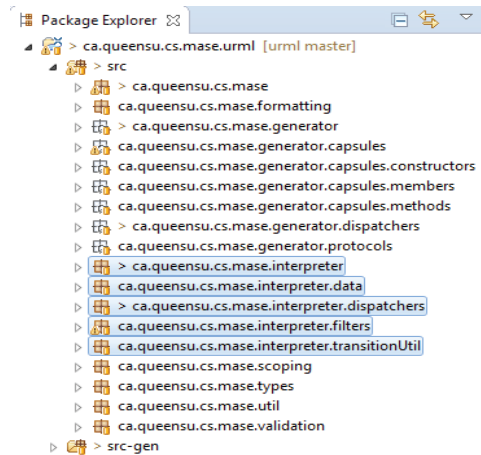 Package Explorer
> ca.queensu.cs.mase.urml [urml master]
> src
> ca.queensu.cs.mase
ca.queensu.cs.mase.formatting
> ca.queensu.cs.mase.generator
ca.queensu.cs.mase.generator.capsules
ca.queensu.cs.mase.generator.capsules.constructors
ca.queensu.cs.mase.generator.capsules.members
ca.queensu.cs.mase.generator.capsules.methods
> ca.queensu.cs.mase.generator.dispatchers
ca.queensu.cs.mase.generator.protocols
> ca.queensu.cs.mase.interpreter
ca.queensu.cs.mase.interpreter.data
> ca.queensu.cs.mase.interpreter.dispatchers
ca.queensu.cs.mase.interpreter.filters
ca.queensu.cs.mase.interpreter.transitionUtil
ca.queensu.cs.mase.scoping
ca.queensu.cs.mase.types
ca.queensu.cs.mase.util
ca.queensu.cs.mase.validation
> src-gen